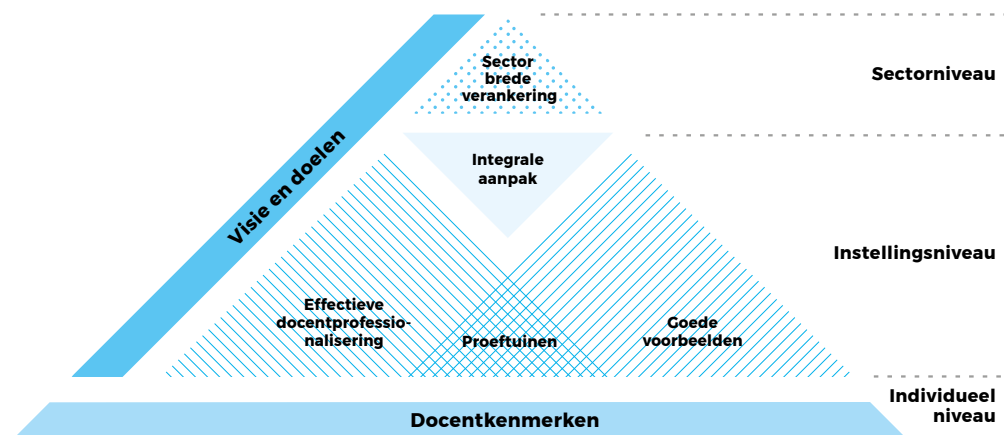 Sector
brede
verankering
Sectorniveau
Visie en doelen
Integrale
aanpak
Instellingsniveau
Effectieve
docentprofessio-
nalisering
Proeftuinen
Goede
voorbeelden
Individueel
niveau
Docentkenmerken